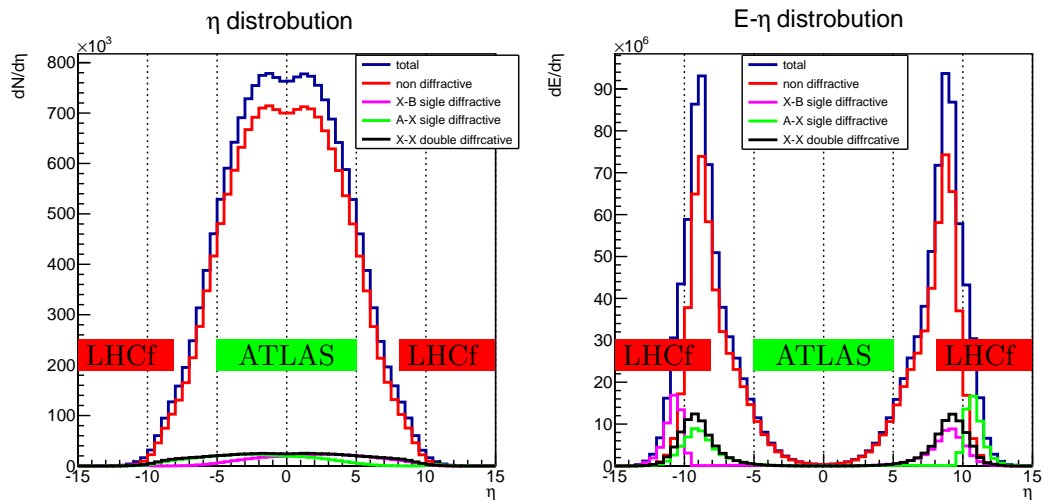 η distrobution
×10³
dN/dη
800
700
600
500
400
300
200
100
0
total
non diffractive
X-B sigle diffractive
A-X sigle diffractive
X-X double diffrcative
LHCf
ATLAS
LHCf
-15 -10 -5 0 5 10 15
η
E-η distrobution
×10⁶
dE/dη
90
80
70
60
50
40
30
20
10
0
total
non diffractive
X-B sigle diffractive
A-X sigle diffractive
X-X double diffrcative
LHCf
ATLAS
LHCf
-15 -10 -5 0 5 10 15
η